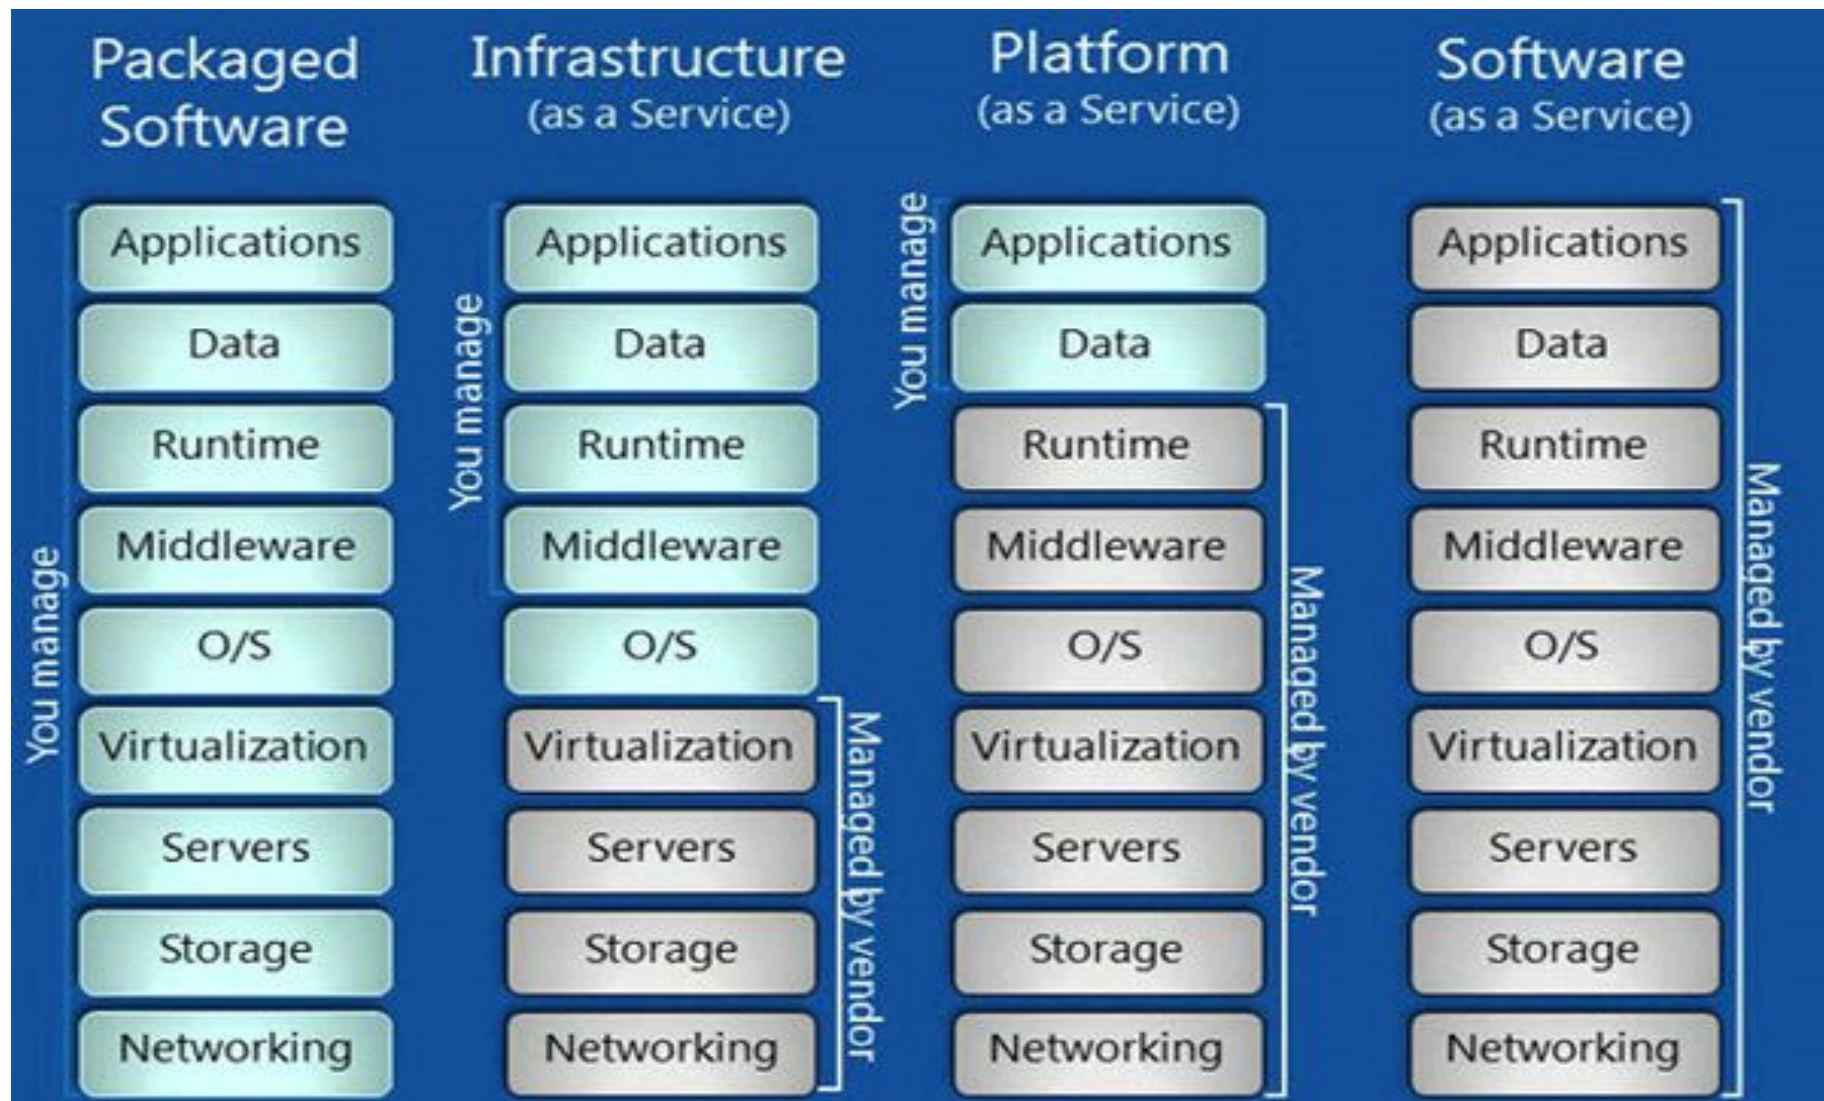 Packaged
Software
You manage
Applications
Data
Runtime
Middleware
O/S
Virtualization
Servers
Storage
Networking
Infrastructure
(as a Service)
You manage
Applications
Data
Runtime
Middleware
O/S
Virtualization
Servers
Storage
Networking
Managed by vendor
Platform
(as a Service)
You manage
Applications
Data
Runtime
Middleware
O/S
Virtualization
Servers
Storage
Networking
Managed by vendor
Software
(as a Service)
Applications
Data
Runtime
Middleware
O/S
Virtualization
Servers
Storage
Networking
Managed by vendor